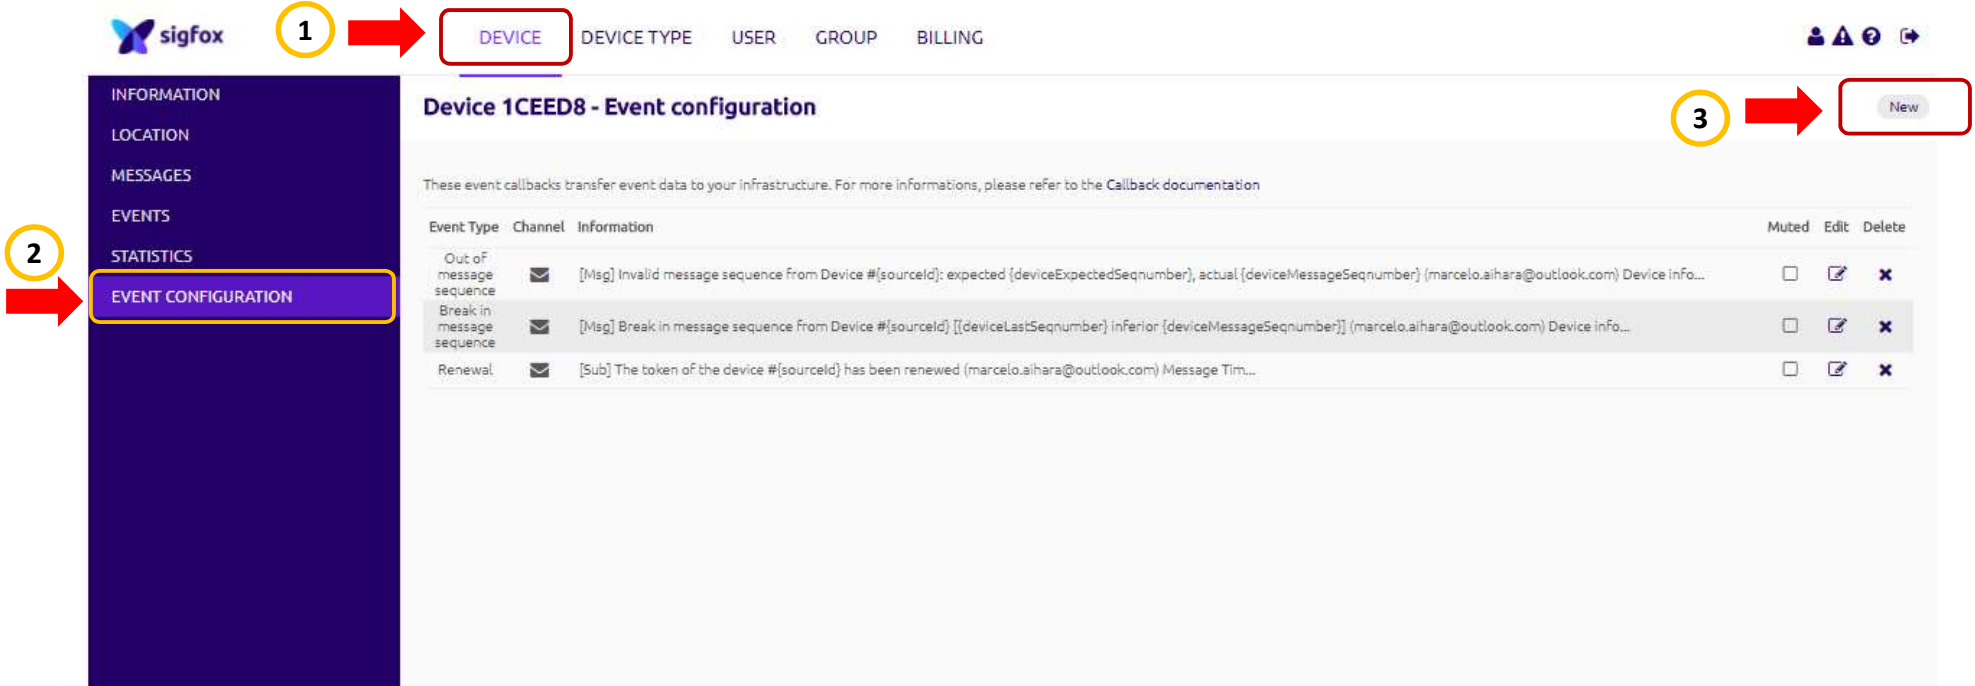 sigfox
1
DEVICE DEVICE TYPE USER GROUP BILLING
INFORMATION
LOCATION
MESSAGES
EVENTS
STATISTICS
2
EVENT CONFIGURATION
Device 1CEED8 - Event configuration
3
New
These event callbacks transfer event data to your infrastructure. For more informations, please refer to the Callback documentation
Event Type Channel Information Muted Edit Delete
Out of
message
sequence
[Msg] Invalid message sequence from Device #{sourceId}: expected {deviceExpectedSeqnumber}, actual {deviceMessageSeqnumber} (marcelo.aihara@outlook.com) Device info...
Break in
message
sequence
[Msg] Break in message sequence from Device #{sourceId} [{deviceLastSeqnumber} inferior {deviceMessageSeqnumber}] (marcelo.aihara@outlook.com) Device info...
Renewal
[Sub] The token of the device #{sourceId} has been renewed (marcelo.aihara@outlook.com) Message Tim...